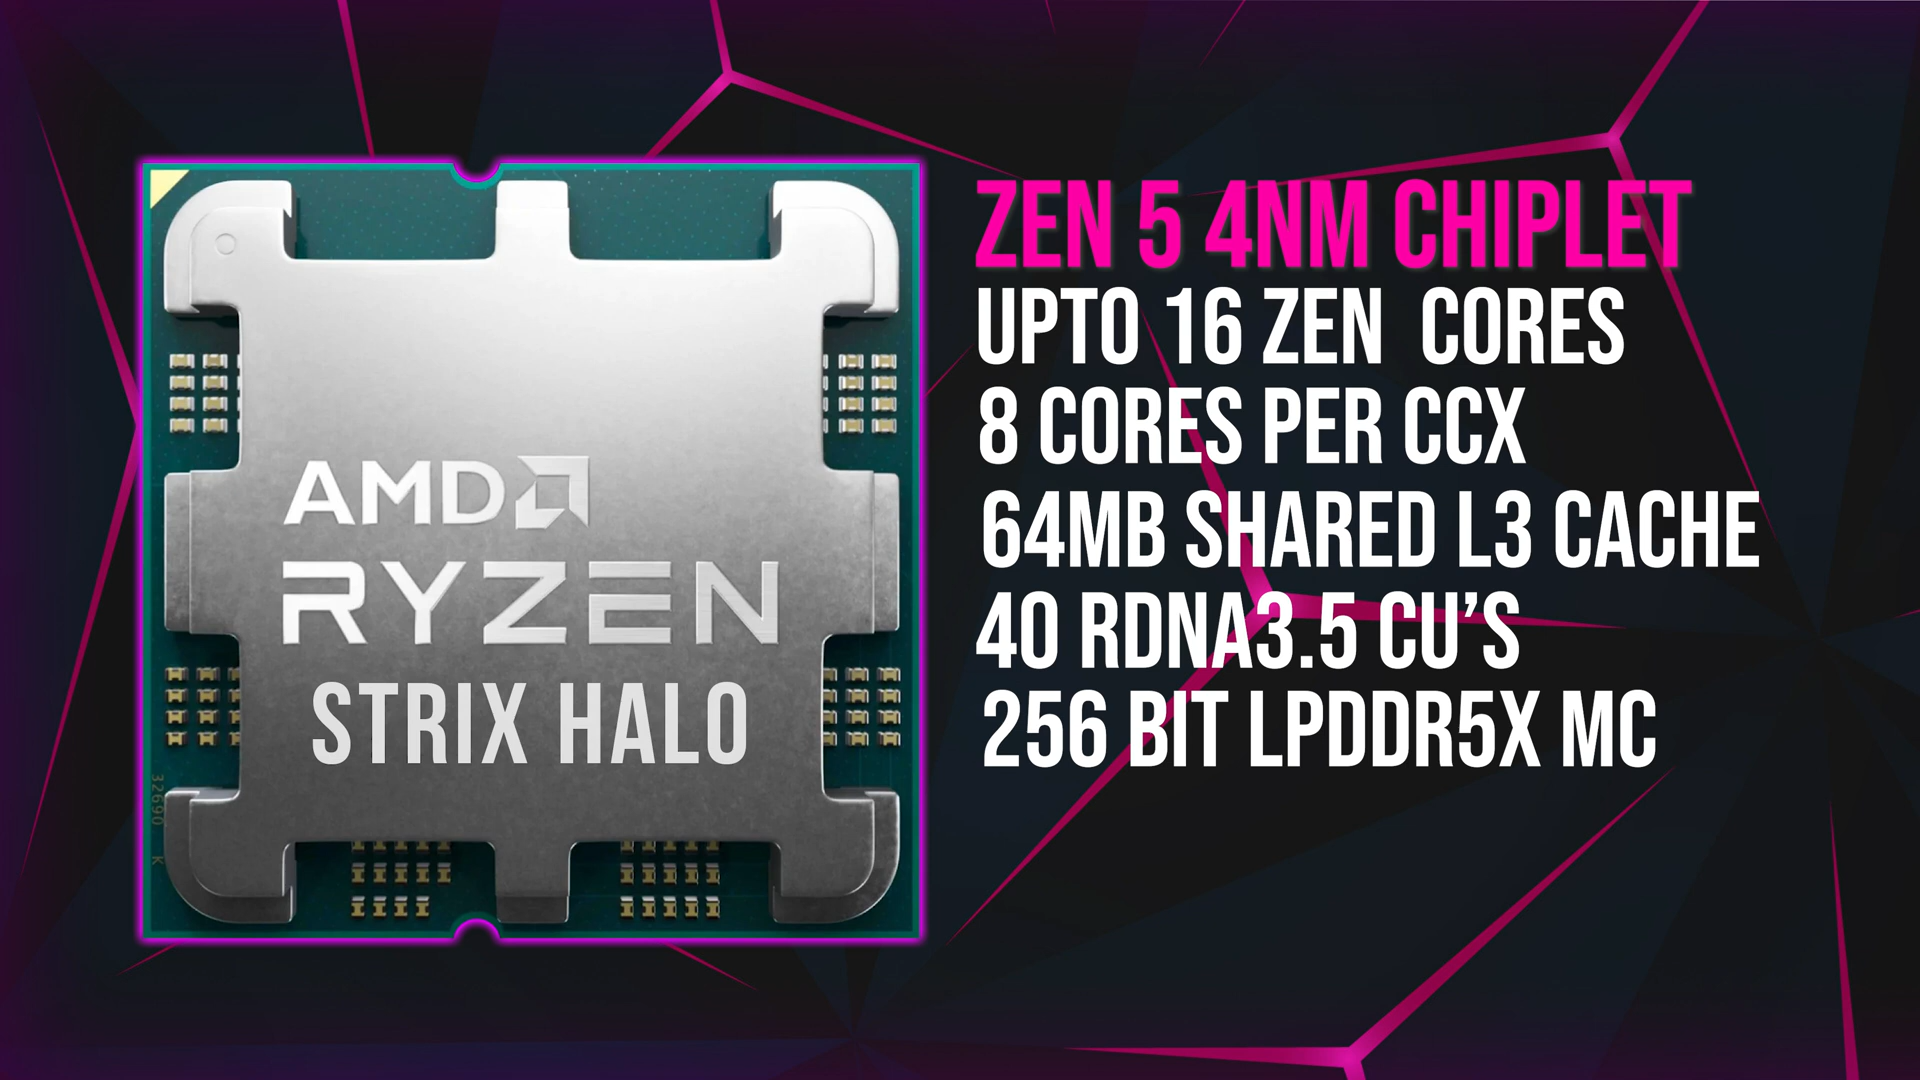 ZEN 5 4NM CHIPLET
UPTO 16 ZEN CORES
8 CORES PER CCX
64MB SHARED L3 CACHE
40 RDNA3.5 CU'S
256 BIT LPDDR5X MC
AMD
RYZEN
STRIX HALO
32690 K